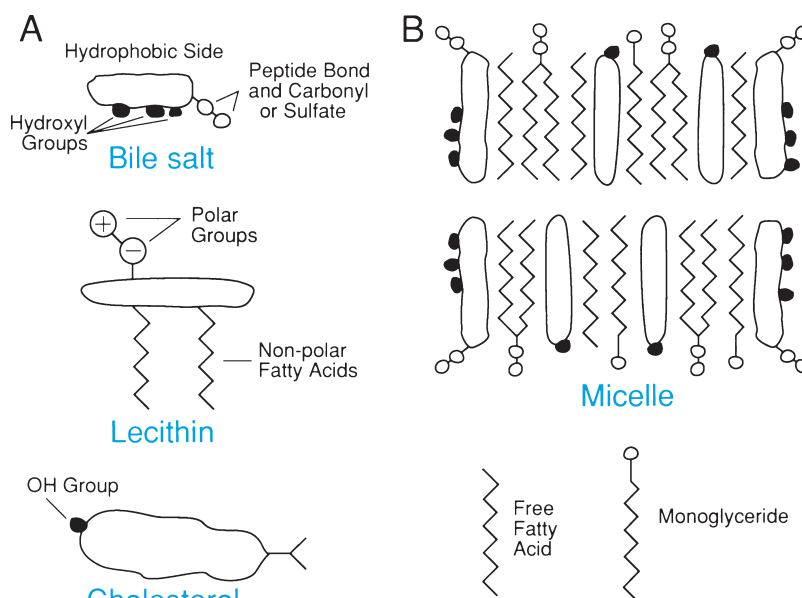 A
Hydrophobic Side
Peptide Bond
and Carbonyl
or Sulfate
Hydroxyl
Groups
Bile salt
+
−
Polar
Groups
Non-polar
Fatty Acids
Lecithin
OH Group
Cholesterol
B
Micelle
Free
Fatty
Acid
Monoglyceride